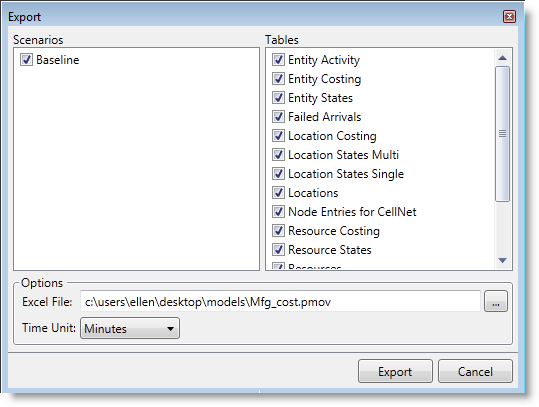 Export
Scenarios
Baseline
Tables
Entity Activity
Entity Costing
Entity States
Failed Arrivals
Location Costing
Location States Multi
Location States Single
Locations
Node Entries for CellNet
Resource Costing
Resource States
Resources
Options
Excel File: c:\users\ellen\desktop\models\Mfg_cost.pmov ...
Time Unit: Minutes
Export Cancel